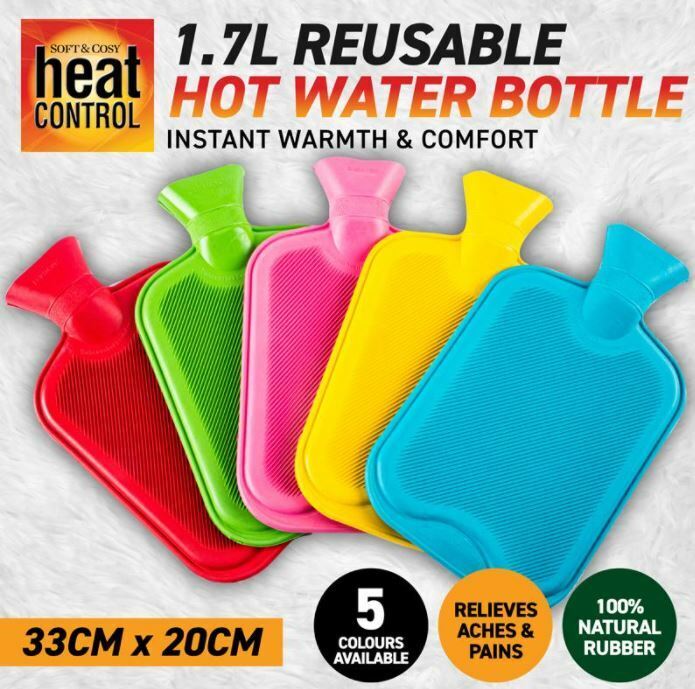 SOFT & COSY
heat
CONTROL
1.7L REUSABLE
HOT WATER BOTTLE
INSTANT WARMTH & COMFORT
33CM x 20CM
5
COLOURS
AVAILABLE
RELIEVES
ACHES &
PAINS
100%
NATURAL
RUBBER